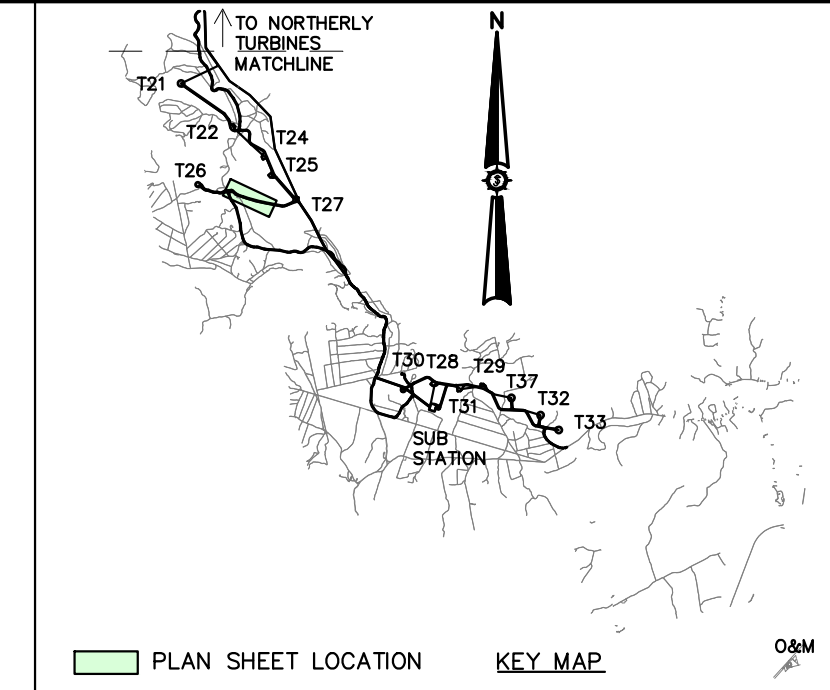 TO NORTHERLY
TURBINES
MATCHLINE
N
T21
T22
T24
T25
T26
T27
T30
T28
T29
T37
T31
T32
T33
SUB
STATION
PLAN SHEET LOCATION
KEY MAP
O&M